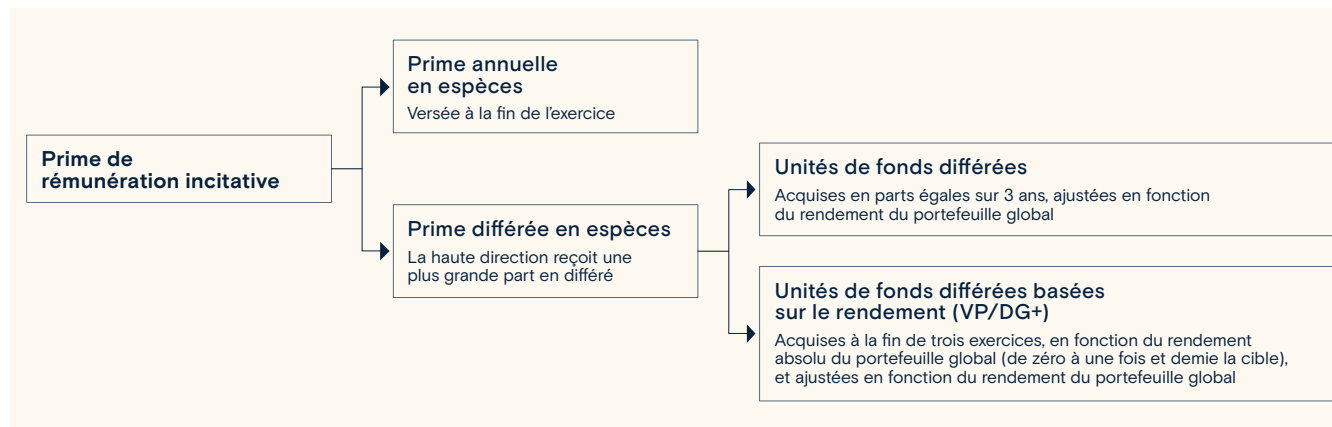 Prime de
rémunération incitative
Prime annuelle
en espèces
Versée à la fin de l'exercice
Prime différée en espèces
La haute direction reçoit une
plus grande part en différé
Unités de fonds différées
Acquises en parts égales sur 3 ans, ajustées en fonction
du rendement du portefeuille global
Unités de fonds différées basées
sur le rendement (VP/DG+)
Acquises à la fin de trois exercices, en fonction du rendement
absolu du portefeuille global (de zéro à une fois et demie la cible),
et ajustées en fonction du rendement du portefeuille global